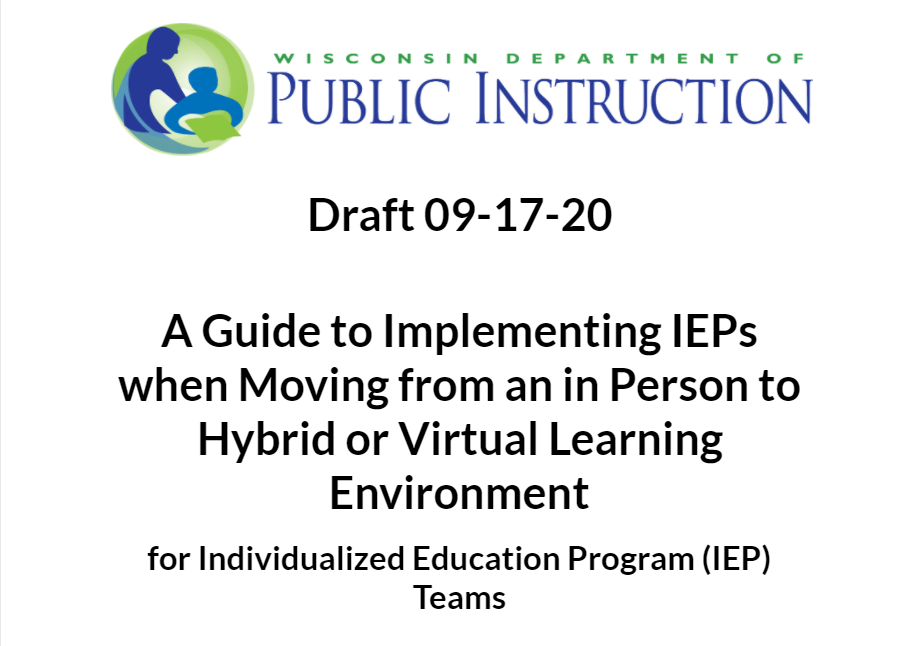 WISCONSIN DEPARTMENT OF
PUBLIC INSTRUCTION
Draft 09-17-20
A Guide to Implementing IEPs
when Moving from an in Person to
Hybrid or Virtual Learning
Environment
for Individualized Education Program (IEP)
Teams